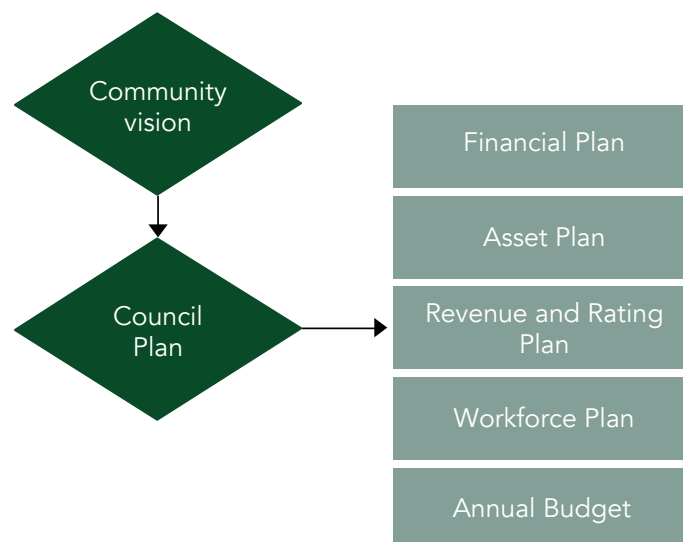 Community
vision
Council
Plan
Financial Plan
Asset Plan
Revenue and Rating
Plan
Workforce Plan
Annual Budget